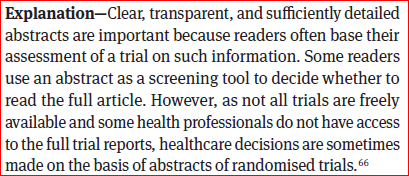 Explanation—Clear, transparent, and sufficiently detailed
abstracts are important because readers often base their
assessment of a trial on such information. Some readers
use an abstract as a screening tool to decide whether to
read the full article. However, as not all trials are freely
available and some health professionals do not have access
to the full trial reports, healthcare decisions are sometimes
made on the basis of abstracts of randomised trials.⁶⁶